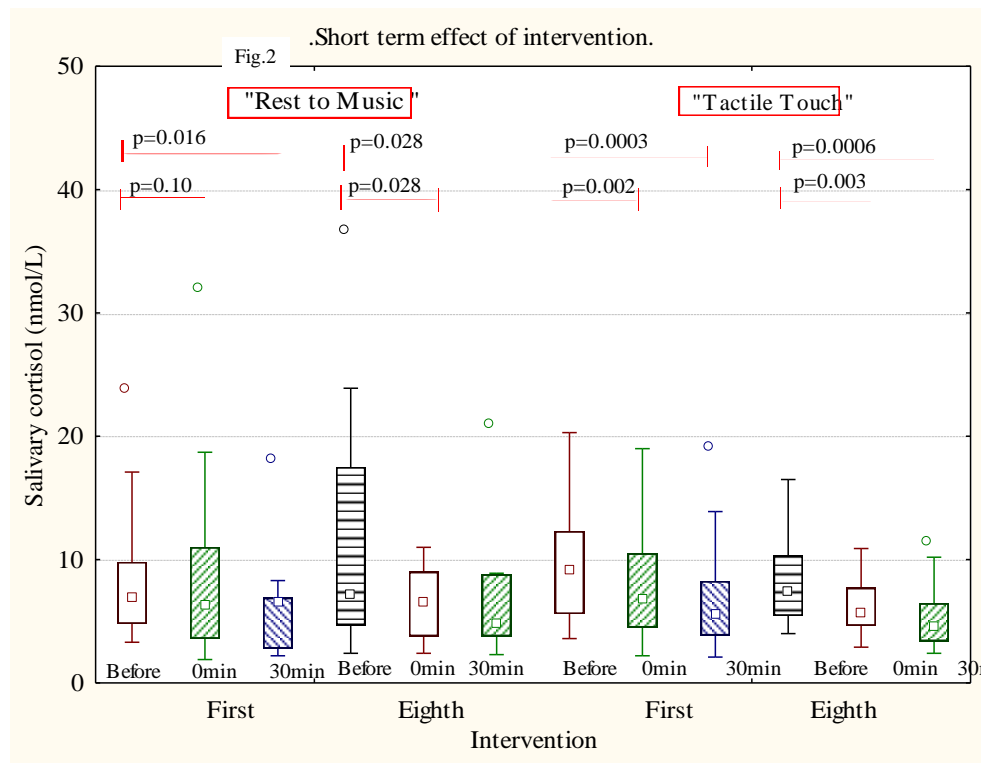 .Short term effect of intervention.
Fig.2
50
"Rest to Music "
"Tactile Touch"
p=0.016
p=0.028
p=0.0003
p=0.0006
40
p=0.10
p=0.028
p=0.002
p=0.003
30
20
10
0
Salivary cortisol (nmol/L)
Before 0min 30min Before 0min 30min Before 0min 30min Before 0min 30
First Eighth First Eighth
Intervention